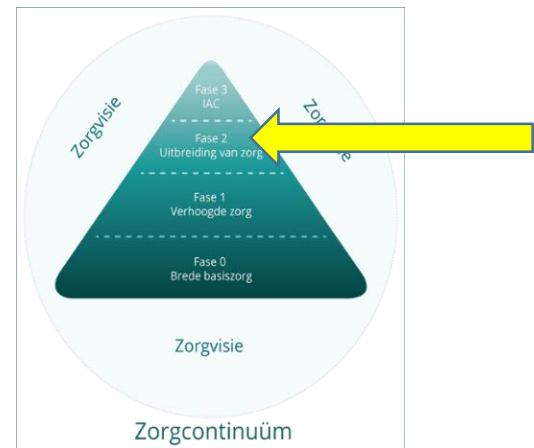 Fase 3
IAC
Zorgvisie
Fase 2
Uitbreiding van zorg
Fase 1
Verhoogde zorg
Fase 0
Brede basiszorg
Zorgvisie
Zorgcontinuüm